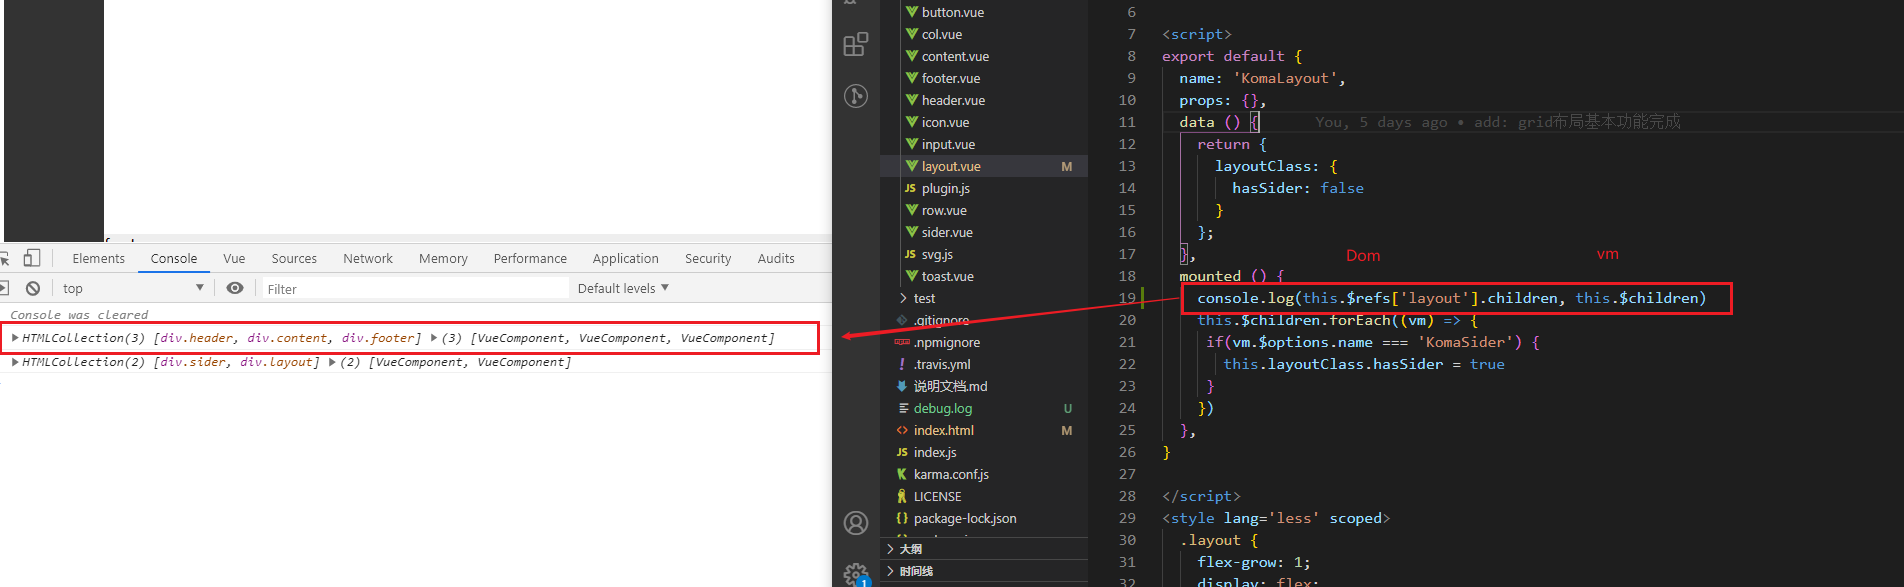 Elements Console Vue Sources Network Memory Performance Application Security Audits
top Filter Default levels ▼
Console was cleared
▶HTMLCollection(3) [div.header, div.content, div.footer] ▶(3) [VueComponent, VueComponent, VueComponent]
▶HTMLCollection(2) [div.sider, div.layout] ▶(2) [VueComponent, VueComponent]
button.vue
col.vue
content.vue
footer.vue
header.vue
icon.vue
input.vue
layout.vue M
JS plugin.js
row.vue
sider.vue
JS svg.js
toast.vue
test
.gitignore
.npmignore
.travis.yml
说明文档.md
debug.log U
index.html M
JS index.js
karma.conf.js
LICENSE
package-lock.json
大纲
时间线
1
6
7 <script>
8 export default {
9 name: 'KomaLayout',
10 props: {},
11 data () { You, 5 days ago • add: grid布局基本功能完成
12 return {
13 layoutClass: {
14 hasSider: false
15 }
16 };
17 },
Dom vm
18 mounted () {
19 console.log(this.$refs['layout'].children, this.$children)
20 this.$children.forEach((vm) => {
21 if(vm.$options.name === 'KomaSider') {
22 this.layoutClass.hasSider = true
23 }
24 })
25 },
26 }
27
28 </script>
29 <style lang='less' scoped>
30 .layout {
31 flex-grow: 1;
32 display: flex;